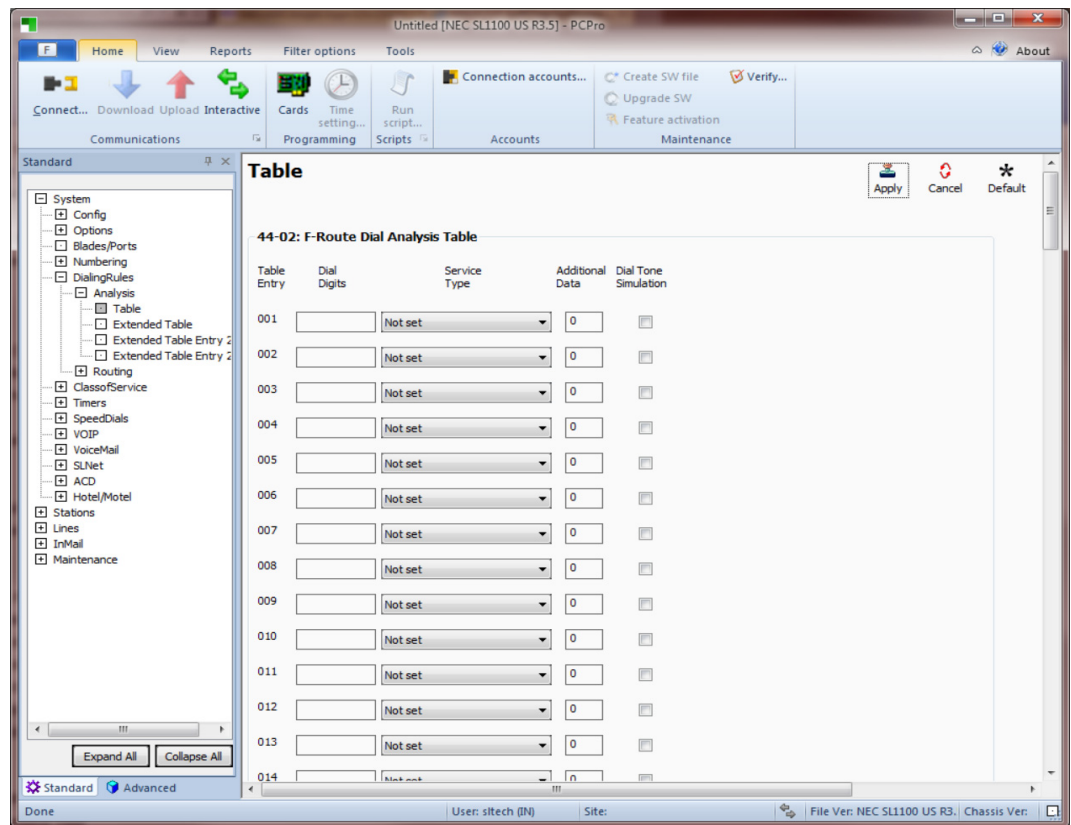 Untitled [NEC SL1100 US R3.5] - PCPro
F Home View Reports Filter options Tools About
Connect... Download Upload Interactive
Communications
Cards Time setting...
Programming
Run script...
Scripts
Connection accounts...
Accounts
Create SW file Verify...
Upgrade SW
Feature activation
Maintenance
Standard
System
Config
Options
Blades/Ports
Numbering
DialingRules
Analysis
Table
Extended Table
Extended Table Entry 2
Extended Table Entry 2
Routing
ClassofService
Timers
SpeedDials
VOIP
VoiceMail
SLNet
ACD
Hotel/Motel
Stations
Lines
InMail
Maintenance
Expand All Collapse All
Standard Advanced
Table
Apply Cancel Default
44-02: F-Route Dial Analysis Table
Table Entry Dial Digits Service Type Additional Data Dial Tone Simulation
001 Not set 0
002 Not set 0
003 Not set 0
004 Not set 0
005 Not set 0
006 Not set 0
007 Not set 0
008 Not set 0
009 Not set 0
010 Not set 0
011 Not set 0
012 Not set 0
013 Not set 0
014 Not set 0
Done User: sltech (IN) Site: File Ver: NEC SL1100 US R3. Chassis Ver: